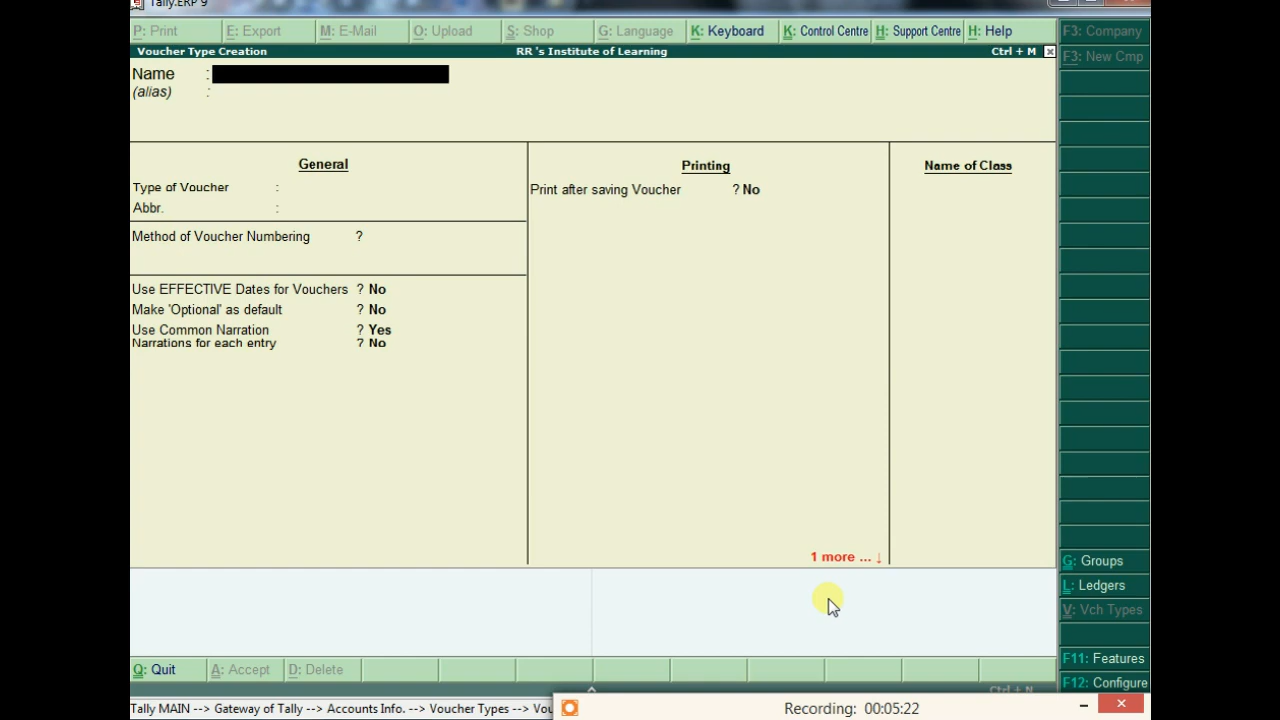 Tally.ERP 9
P: Print E: Export M: E-Mail O: Upload S: Shop G: Language K: Keyboard K: Control Centre H: Support Centre H: Help F3: Company
Voucher Type Creation RR 's Institute of Learning Ctrl + M F3: New Cmp
Name :
(alias) :
General Printing Name of Class
Type of Voucher : Print after saving Voucher ? No
Abbr. :
Method of Voucher Numbering ?
Use EFFECTIVE Dates for Vouchers ? No
Make 'Optional' as default ? No
Use Common Narration ? Yes
Narrations for each entry ? No
1 more ... ↓
G: Groups
L: Ledgers
V: Vch Types
F11: Features
F12: Configure
Q: Quit A: Accept D: Delete
Ctrl + N
Tally MAIN --> Gateway of Tally --> Accounts Info. --> Voucher Types -->
Recording: 00:05:22